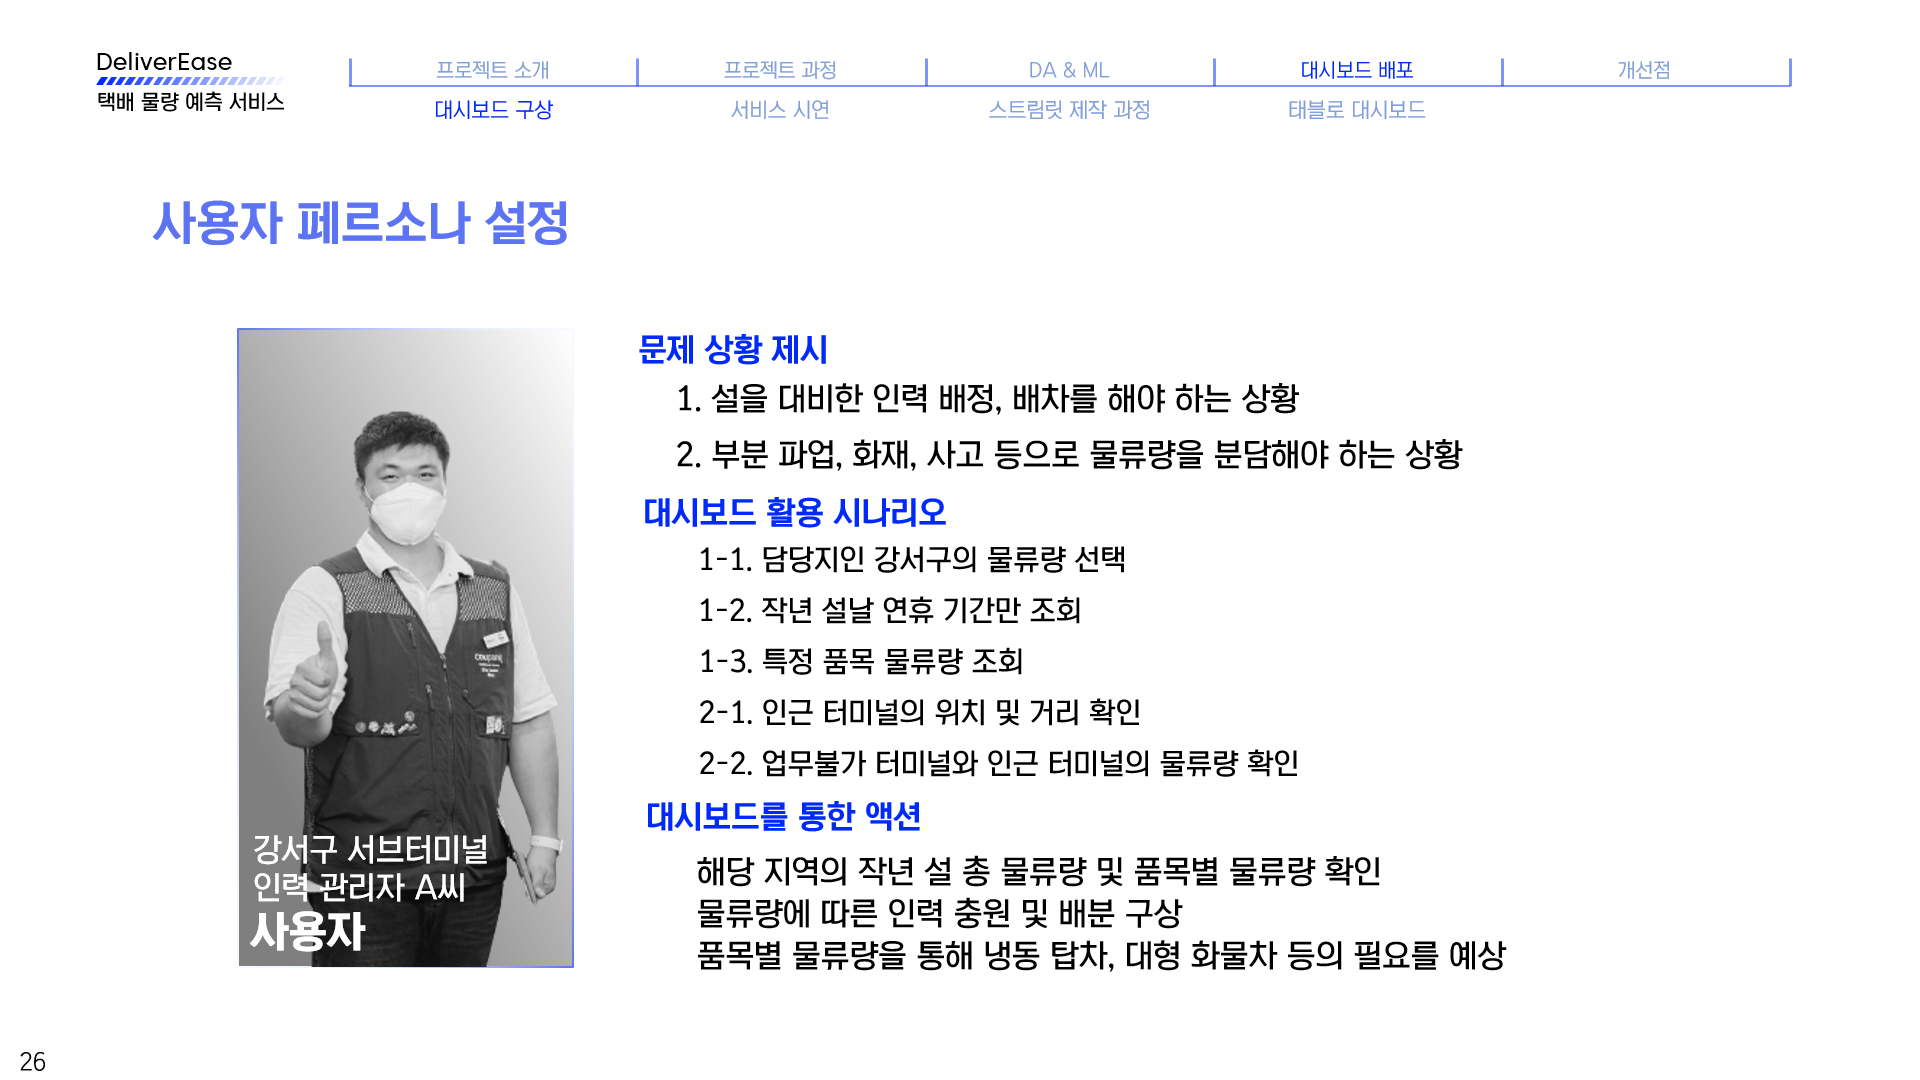 DeliverEase
택배 물량 예측 서비스
프로젝트 소개
프로젝트 과정
DA & ML
대시보드 배포
개선점
대시보드 구상
서비스 시연
스트림릿 제작 과정
태블로 대시보드
사용자 페르소나 설정
문제 상황 제시
1. 설을 대비한 인력 배정, 배차를 해야 하는 상황
2. 부분 파업, 화재, 사고 등으로 물류량을 분담해야 하는 상황
대시보드 활용 시나리오
1-1. 담당지인 강서구의 물류량 선택
1-2. 작년 설날 연휴 기간만 조회
1-3. 특정 품목 물류량 조회
2-1. 인근 터미널의 위치 및 거리 확인
2-2. 업무불가 터미널와 인근 터미널의 물류량 확인
대시보드를 통한 액션
해당 지역의 작년 설 총 물류량 및 품목별 물류량 확인
물류량에 따른 인력 충원 및 배분 구상
품목별 물류량을 통해 냉동 탑차, 대형 화물차 등의 필요를 예상
coupang
강서구 서브터미널
인력 관리자 A씨
사용자
26